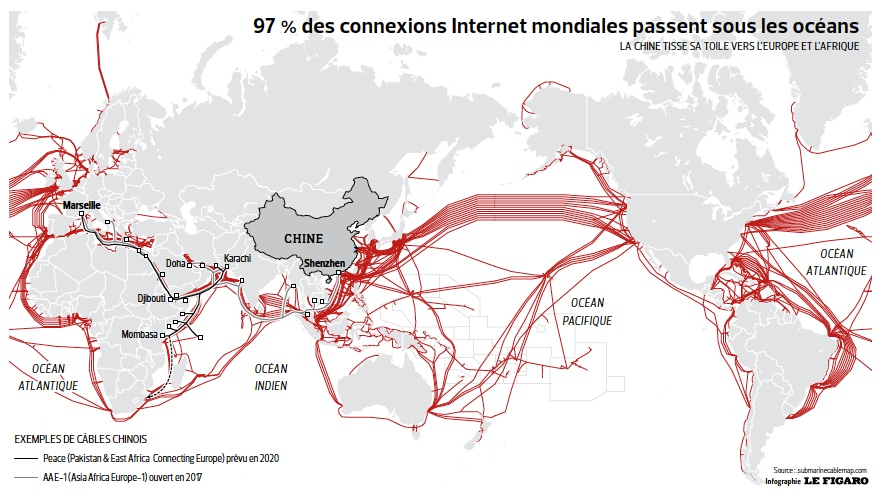 97 % des connexions Internet mondiales passent sous les océans
LA CHINE TISSE SA TOILE VERS L'EUROPE ET L'AFRIQUE
Marseille
CHINE
Doha
Karachi
Shenzhen
OCÉAN
ATLANTIQUE
Djibouti
OCÉAN
PACIFIQUE
Mombasa
OCÉAN
ATLANTIQUE
OCÉAN
INDIEN
EXEMPLES DE CÂBLES CHINOIS
Peace (Pakistan & East Africa Connecting Europe) prévu en 2020
AAE-1 (Asia Africa Europe-1) ouvert en 2017
Source : .submarinecablemap.com
Infographie LE FIGARO